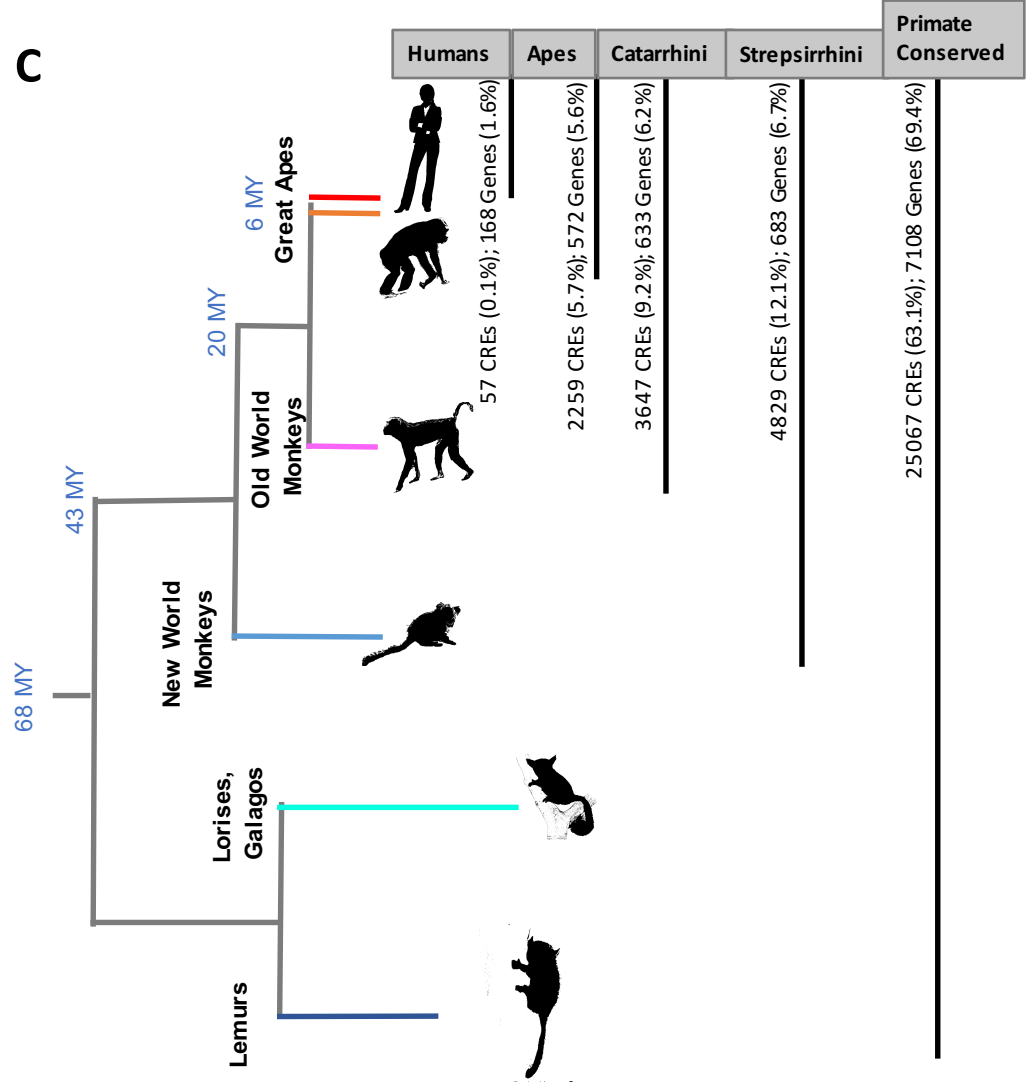 C
Humans
Apes
Catarrhini
Strepsirrhini
Primate
Conserved
57 CREs (0.1%); 168 Genes (1.6%)
2259 CREs (5.7%); 572 Genes (5.6%)
3647 CREs (9.2%; 633 Genes (6.2%)
4829 CREs (12.1%); 683 Genes (6.7%)
25067 CREs (63.1%); 7108 Genes (69.4%)
6 MY
Great Apes
20 MY
Old World
Monkeys
43 MY
New World
Monkeys
68 MY
Lorises,
Galagos
Lemurs